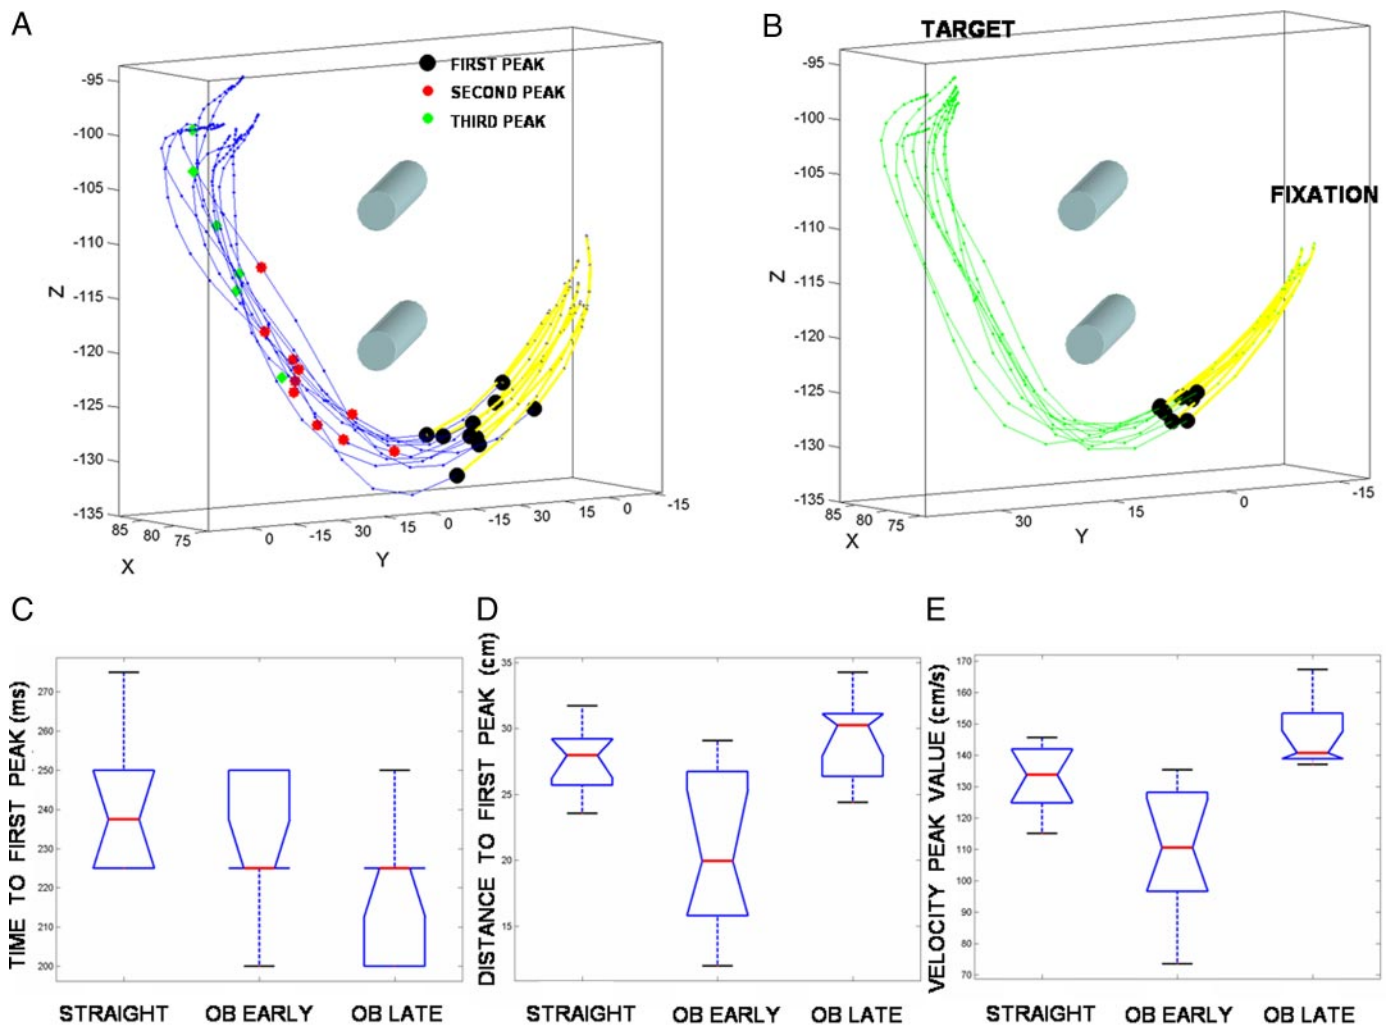 A
FIRST PEAK
SECOND PEAK
THIRD PEAK
-95
-100
-105
-110
-115
-120
-125
-130
-135
Z
85 80 75
X
0 -15 30 15 0 30 15 0 -15
Y
B
TARGET
FIXATION
-95
-100
-105
-110
-115
-120
-125
-130
-135
Z
85 80 75
X
30 15 0 -15
Y
C
TIME TO FIRST PEAK (ms)
270
260
250
240
230
220
210
200
STRAIGHT OB EARLY OB LATE
D
DISTANCE TO FIRST PEAK (cm)
35
30
25
20
15
STRAIGHT OB EARLY OB LATE
E
VELOCITY PEAK VALUE (cm/s)
170
160
150
140
130
120
110
100
90
80
70
STRAIGHT OB EARLY OB LATE